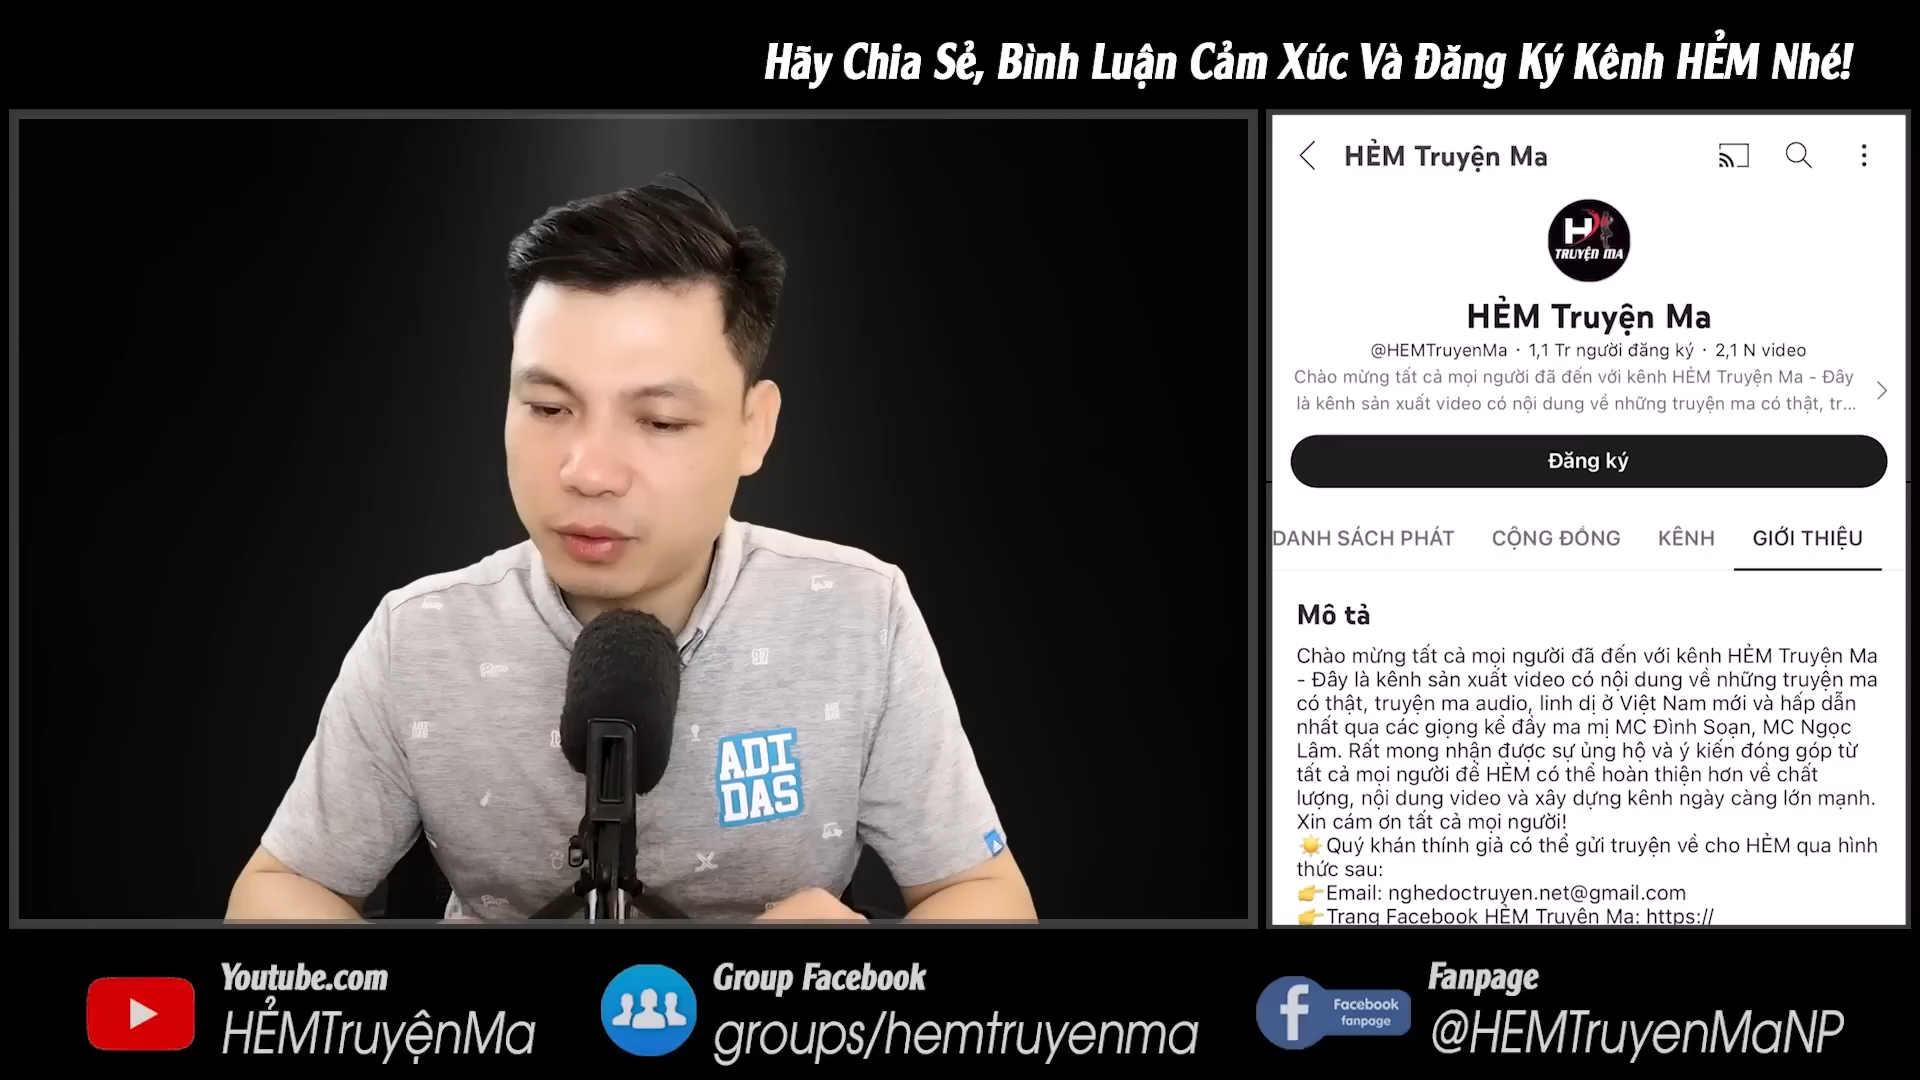 Hãy Chia Sẻ, Bình Luận Cảm Xúc Và Đăng Ký Kênh HẺM Nhé!
HẺM Truyện Ma
H
TRUYỆN MA
HẺM Truyện Ma
@HEMTruyenMa · 1,1 Tr người đăng ký · 2,1 N video
Chào mừng tất cả mọi người đã đến với kênh HẺM Truyện Ma - Đây
là kênh sản xuất video có nội dung về những truyện ma có thật, tr...
Đăng ký
DANH SÁCH PHÁT CỘNG ĐỒNG KÊNH GIỚI THIỆU
Mô tả
Chào mừng tất cả mọi người đã đến với kênh HẺM Truyện Ma
- Đây là kênh sản xuất video có nội dung về những truyện ma
có thật, truyện ma audio, linh dị ở Việt Nam mới và hấp dẫn
nhất qua các giọng kể đầy ma mị MC Đình Soạn, MC Ngọc
Lâm. Rất mong nhận được sự ủng hộ và ý kiến đóng góp từ
tất cả mọi người để HẺM có thể hoàn thiện hơn về chất
lượng, nội dung video và xây dựng kênh ngày càng lớn mạnh.
Xin cám ơn tất cả mọi người!
☀️Quý khán thính giả có thể gửi truyện về cho HẺM qua hình
thức sau:
👉Email: nghedoctruyen.net@gmail.com
👉Trang Facebook HẺM Truyện Ma: https://
97
ADI
DAS
Youtube.com
HẺMTruyệnMa
Group Facebook
groups/hemtruyenma
Facebook
fanpage
Fanpage
@HEMTruyenMaNP